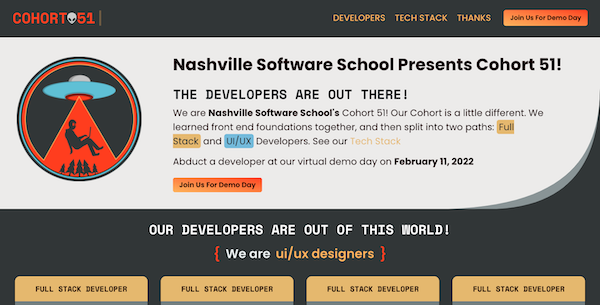 COHORT 51
DEVELOPERS TECH STACK THANKS Join Us For Demo Day
Nashville Software School Presents Cohort 51!
THE DEVELOPERS ARE OUT THERE!
We are Nashville Software School's Cohort 51! Our Cohort is a little different. We
learned front end foundations together, and then split into two paths: Full
Stack and UI/UX Developers. See our Tech Stack
Abduct a developer at our virtual demo day on February 11, 2022
Join Us For Demo Day
OUR DEVELOPERS ARE OUT OF THIS WORLD!
{ We are ui/ux designers }
FULL STACK DEVELOPER FULL STACK DEVELOPER FULL STACK DEVELOPER FULL STACK DEVELOPER